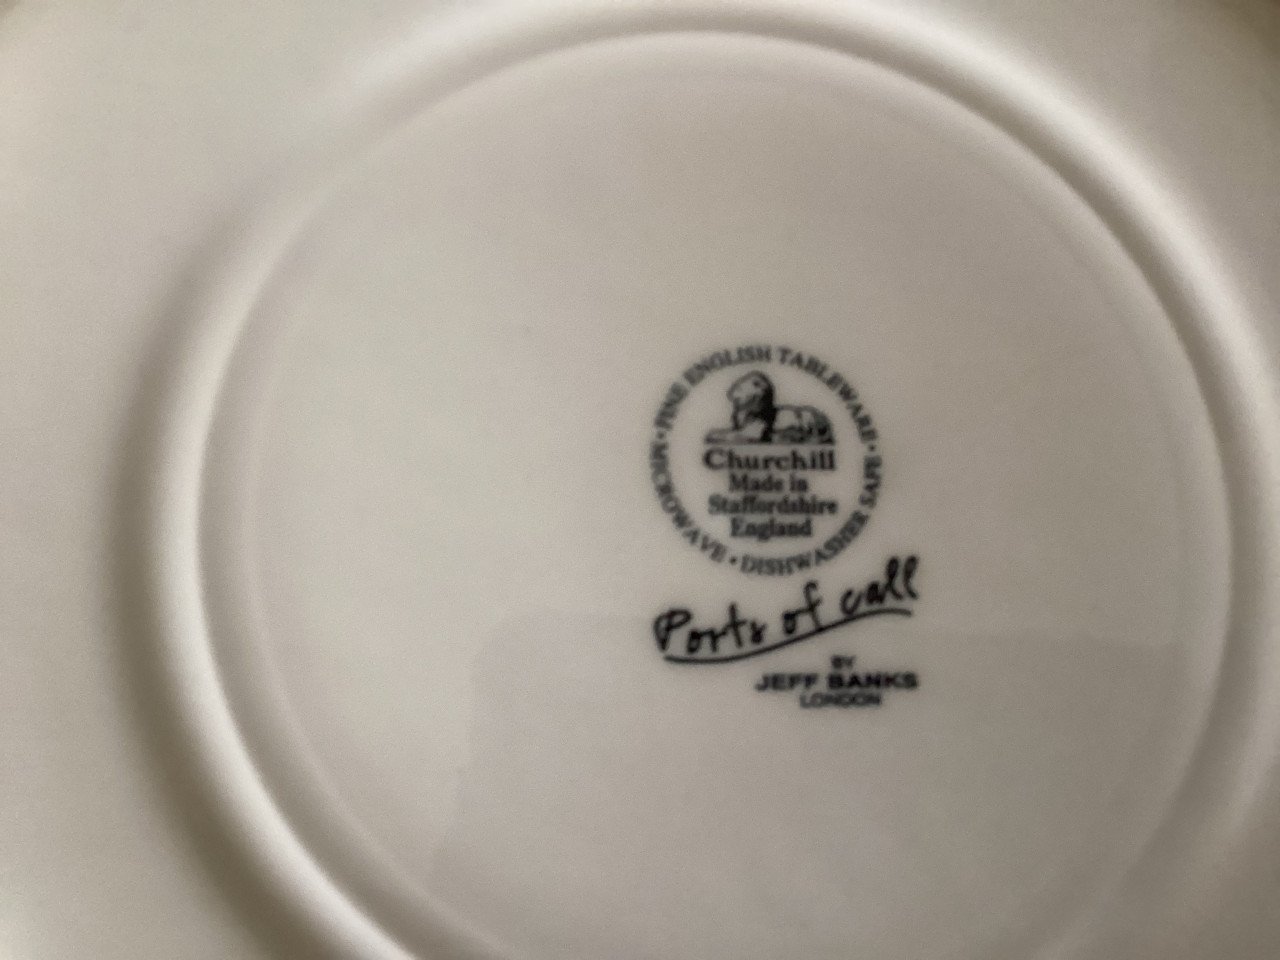 FINE ENGLISH TABLEWARE · DISHWASHER SAFE · MICROWAVE ·
Churchill
Made in
Staffordshire
England
Ports of call
BY
JEFF BANKS
LONDON